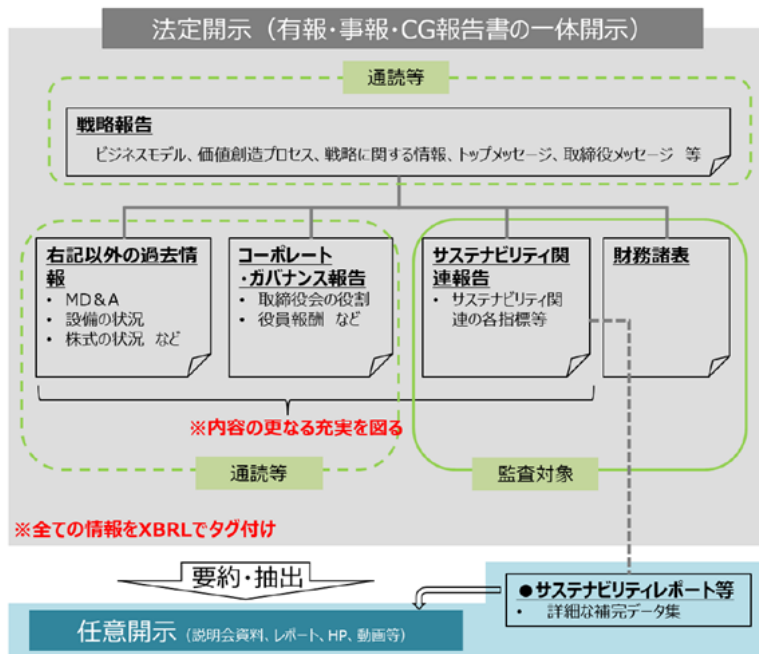 法定開示（有報・事報・CG報告書の一体開示）
通読等
戦略報告
ビジネスモデル、価値創造プロセス、戦略に関する情報、トップメッセージ、取締役メッセージ 等
右記以外の過去情
報
• MD&A
• 設備の状況
• 株式の状況 など
コーポレート
・ガバナンス報告
• 取締役会の役割
• 役員報酬 など
サステナビリティ関
連報告
• サステナビリティ関
連の各指標等
財務諸表
※内容の更なる充実を図る
通読等
監査対象
※全ての情報をXBRLでタグ付け
要約・抽出
●サステナビリティレポート等
• 詳細な補完データ集
任意開示（説明会資料、レポート、HP、動画等）